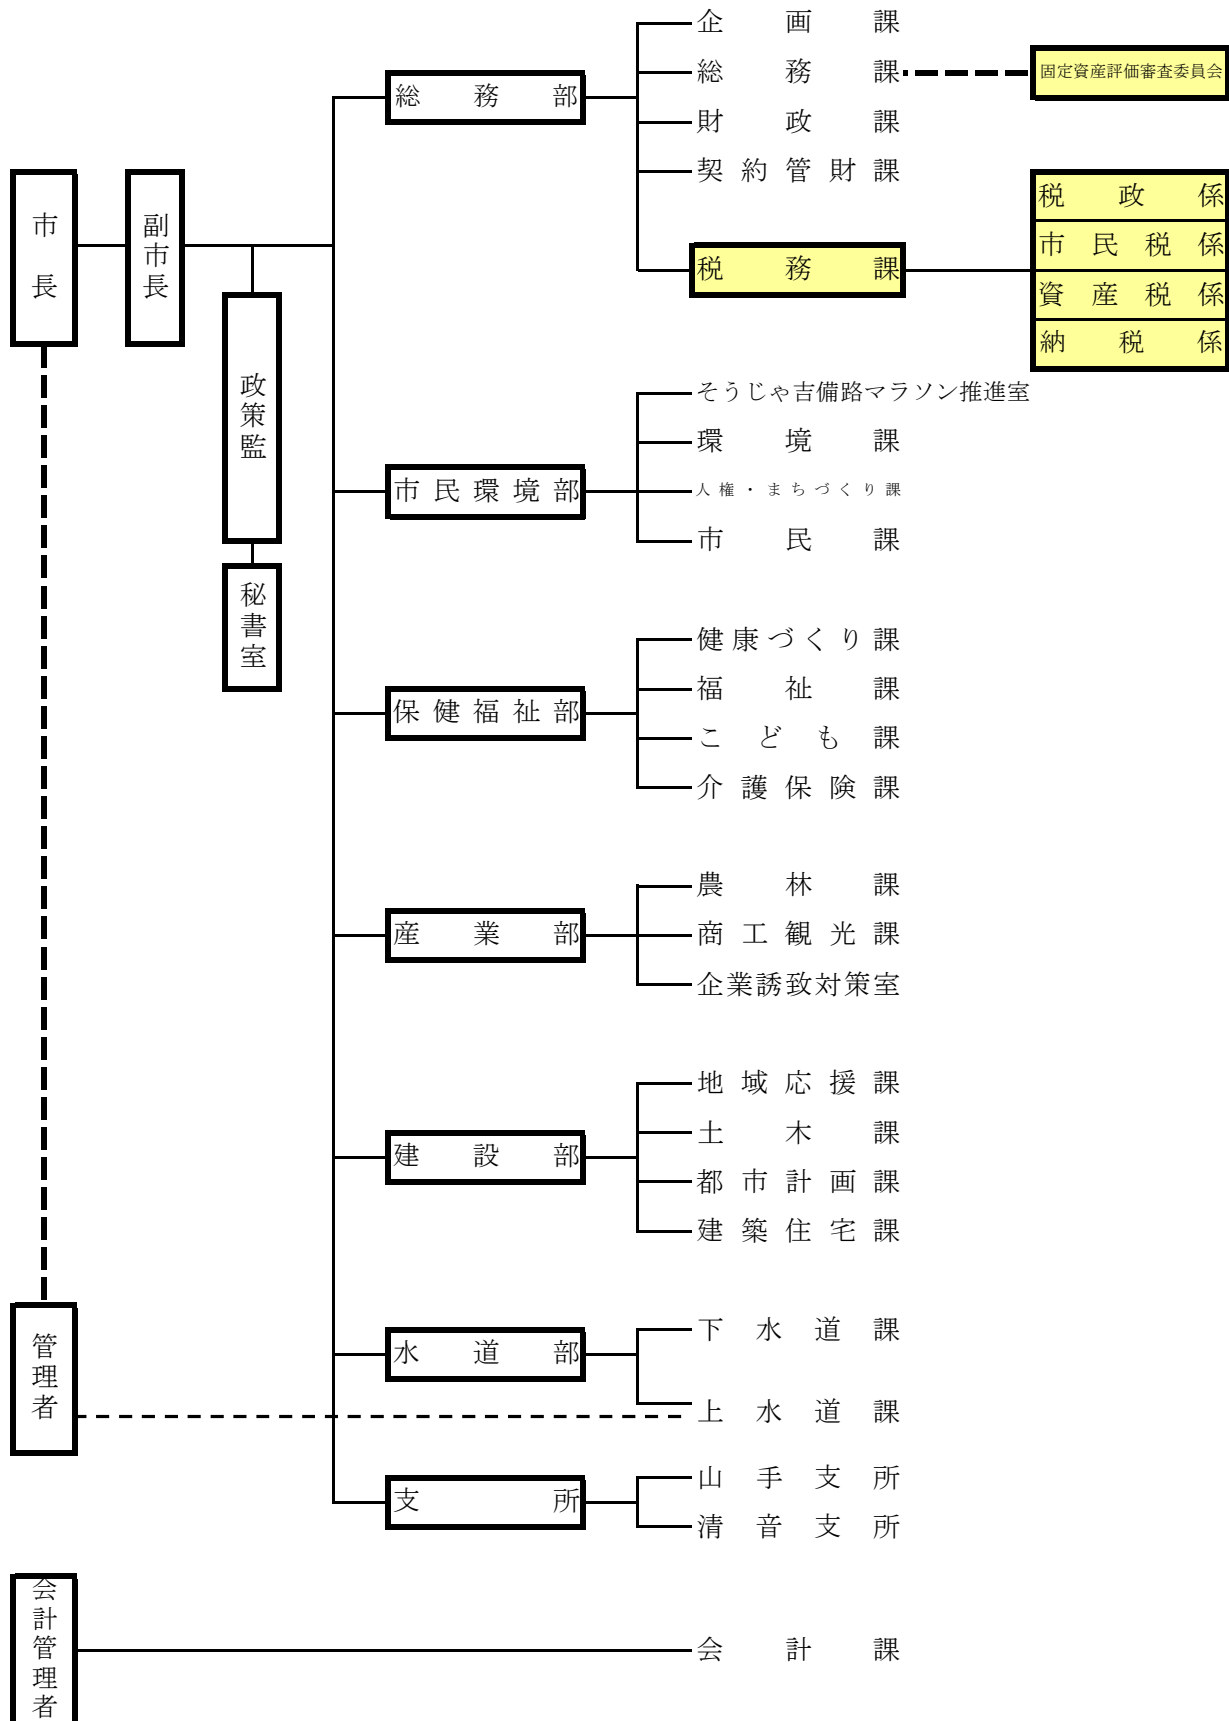 市長
副市長
政策監
秘書室
総務部
企画課
総務課
固定資産評価審査委員会
財政課
契約管財課
税務課
税政係
市民税係
資産税係
納税係
市民環境部
そうじゃ吉備路マラソン推進室
環境課
人権・まちづくり課
市民課
保健福祉部
健康づくり課
福祉課
こども課
介護保険課
産業部
農林課
商工観光課
企業誘致対策室
建設部
地域応援課
土木課
都市計画課
建築住宅課
管理者
水道部
下水道課
上水道課
支所
山手支所
清音支所
会計管理者
会計課